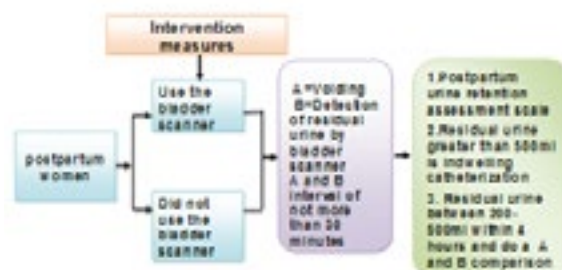 Intervention
measures
Use the
bladder
scanner
postpartum
women
Did not
use the
bladder
scanner
A=Voiding
B=Detection
of residual
urine by
bladder
scanner
A and B
interval of
not more
than 30
minutes
1.Postpartum
urine retention
assessment scale
2.Residual urine
greater than 500ml
is indwelling
catheterization
3. Residual urine
between 200-
500ml within
hours and do a A
and B comparison